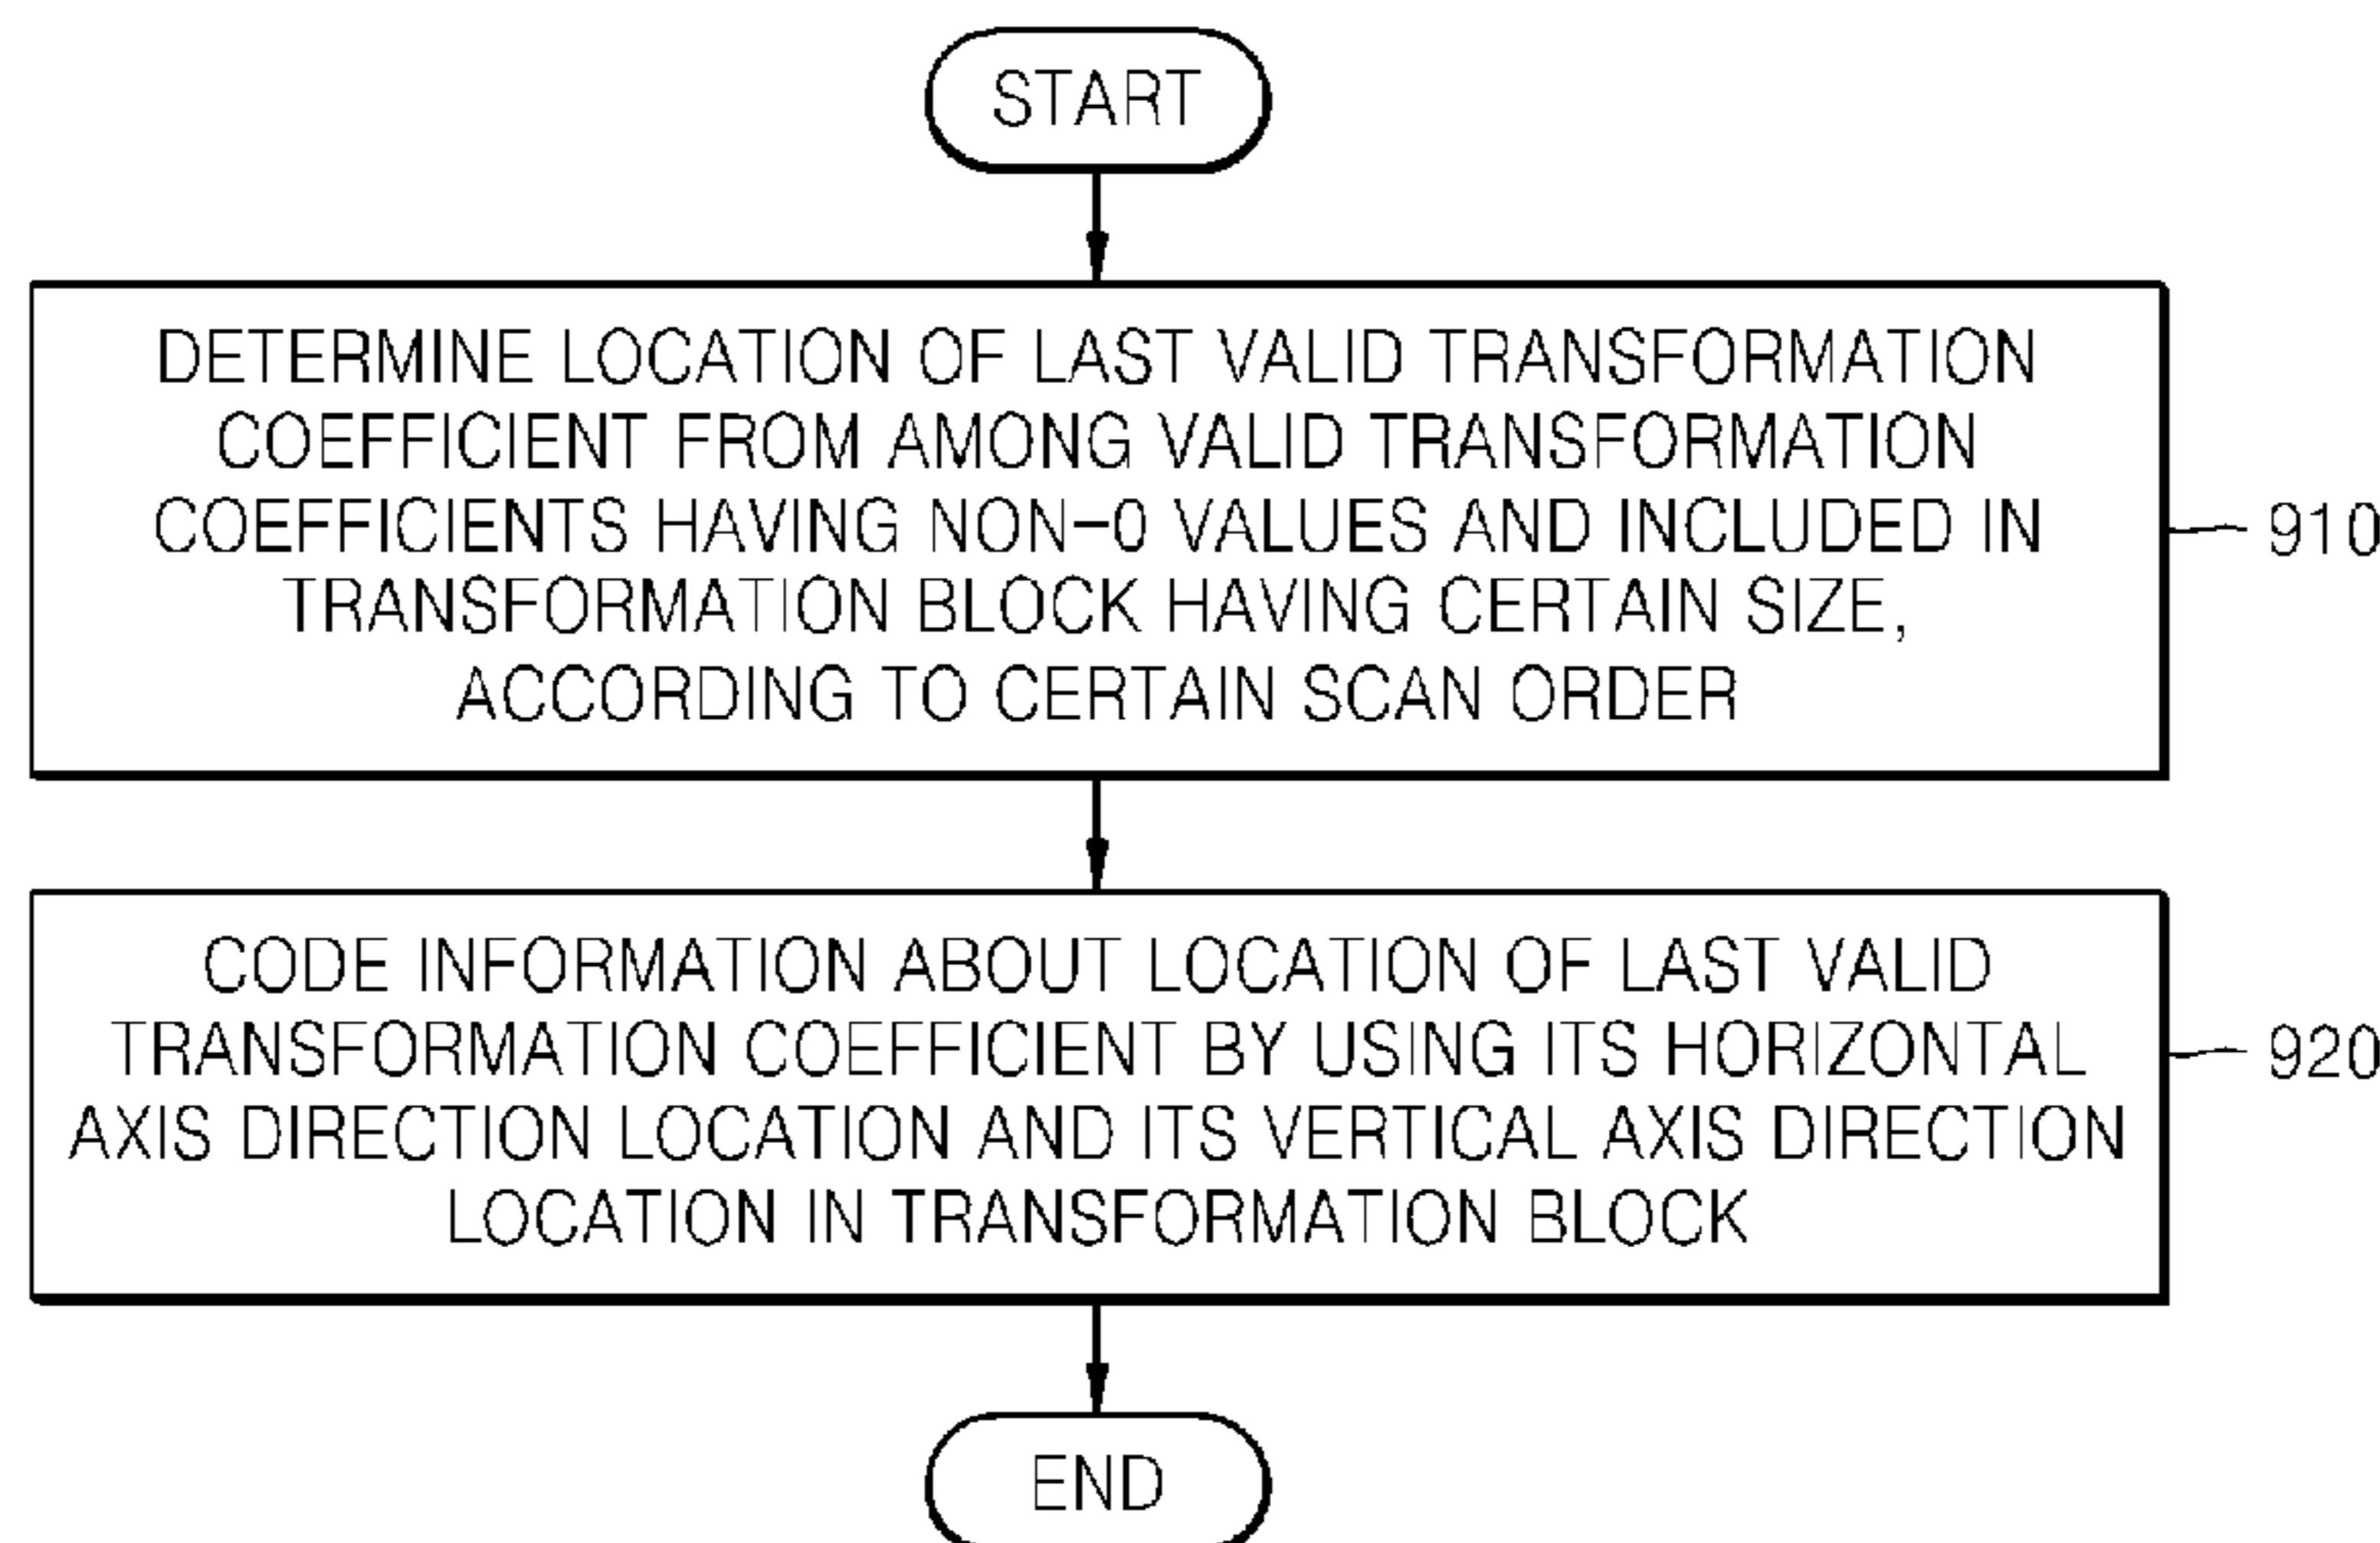 START
DETERMINE LOCATION OF LAST VALID TRANSFORMATION
COEFFICIENT FROM AMONG VALID TRANSFORMATION
COEFFICIENTS HAVING NON-0 VALUES AND INCLUDED IN
TRANSFORMATION BLOCK HAVING CERTAIN SIZE,
ACCORDING TO CERTAIN SCAN ORDER
910
CODE INFORMATION ABOUT LOCATION OF LAST VALID
TRANSFORMATION COEFFICIENT BY USING ITS HORIZONTAL
AXIS DIRECTION LOCATION AND ITS VERTICAL AXIS DIRECTION
LOCATION IN TRANSFORMATION BLOCK
920
END